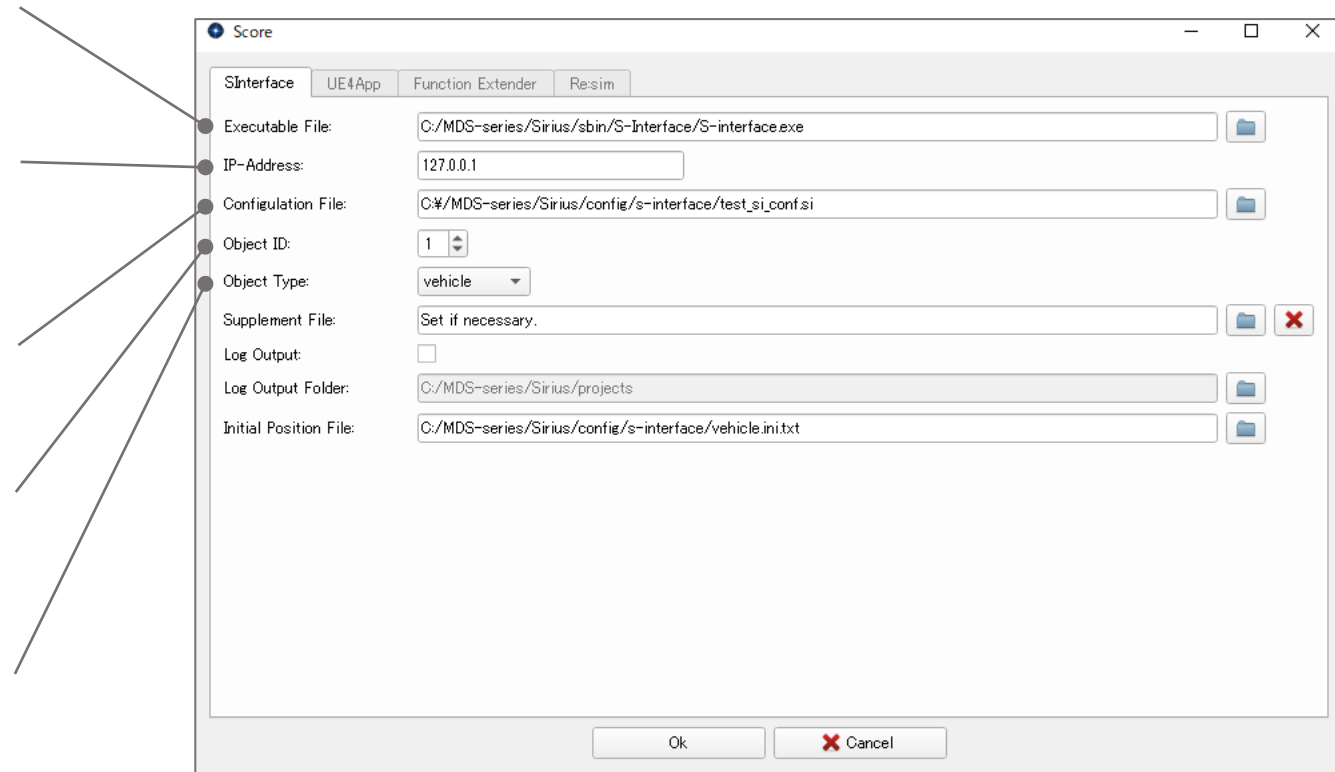 Score
SInterface UE4App Function Extender Re:sim
Executable File: C:/MDS-series/Sirius/sbin/S-Interface/S-interface.exe
IP-Address: 127.0.0.1
Configulation File: C:¥/MDS-series/Sirius/config/s-interface/test_si_conf.si
Object ID: 1
Object Type: vehicle
Supplement File: Set if necessary.
Log Output:
Log Output Folder: C:/MDS-series/Sirius/projects
Initial Position File: C:/MDS-series/Sirius/config/s-interface/vehicle.ini.txt
Ok Cancel